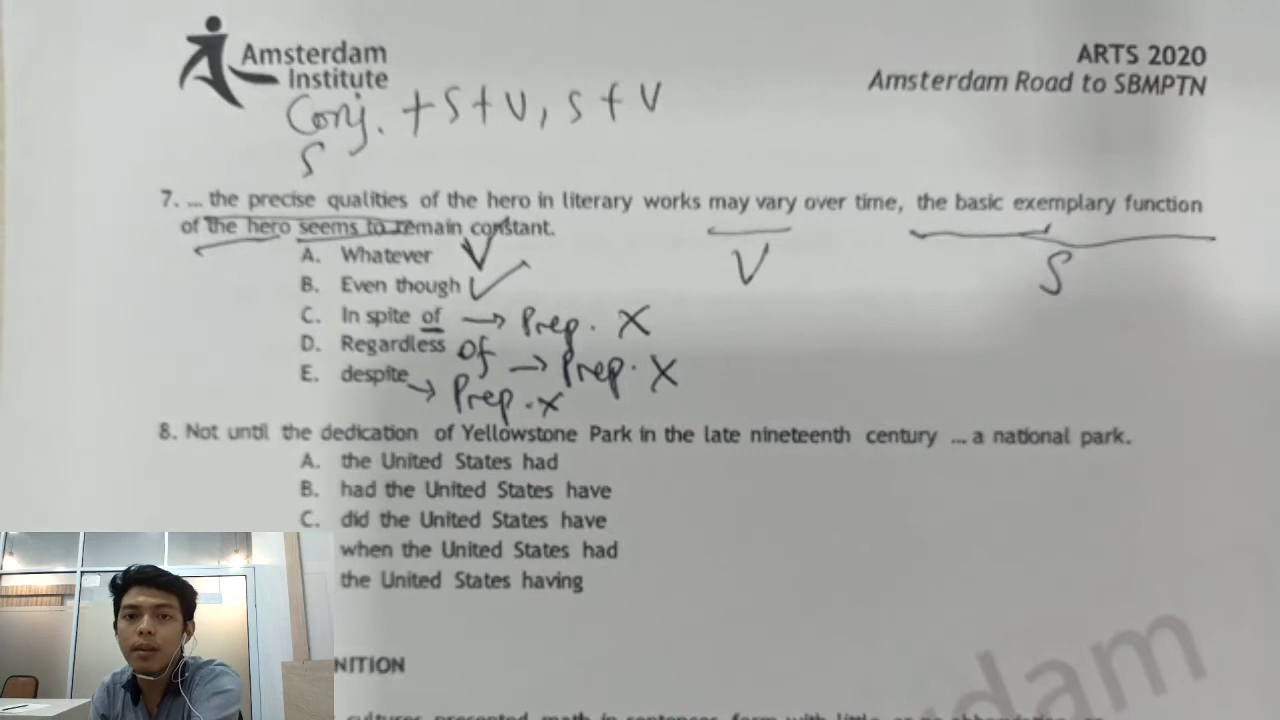 Amsterdam
Institute
ARTS 2020
Amsterdam Road to SBMPTN
Conj. + S + V, S + V
S
7. ... the precise qualities of the hero in literary works may vary over time, the basic exemplary function
of the hero seems to remain constant.
V
S
A. Whatever
B. Even though
C. In spite of → Prep. X
D. Regardless of → Prep. X
E. despite → Prep. X
8. Not until the dedication of Yellowstone Park in the late nineteenth century ... a national park.
A. the United States had
B. had the United States have
C. did the United States have
when the United States had
the United States having
NITION
dam